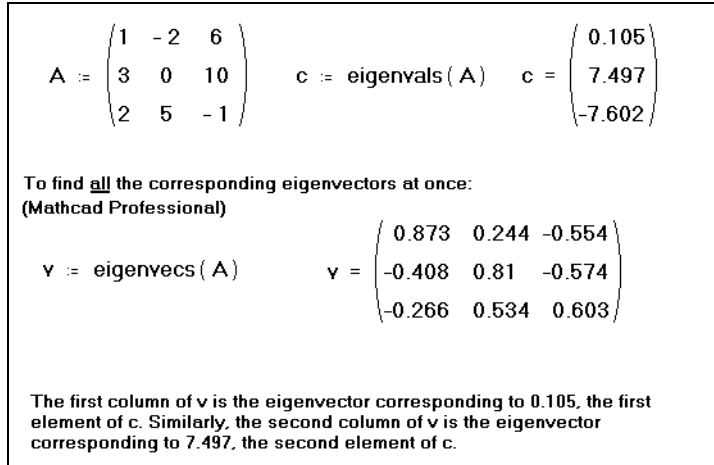 A := ( 1 - 2 6 ) c := eigenvals ( A ) c = ( 0.105 )
( 3 0 10 ) ( 7.497 )
( 2 5 - 1 ) ( -7.602 )
To find all the corresponding eigenvectors at once:
(Mathcad Professional)
v := eigenvecs ( A ) v = ( 0.873 0.244 -0.554 )
( -0.408 0.81 -0.574 )
( -0.266 0.534 0.603 )
The first column of v is the eigenvector corresponding to 0.105, the first
element of c. Similarly, the second column of v is the eigenvector
corresponding to 7.497, the second element of c.